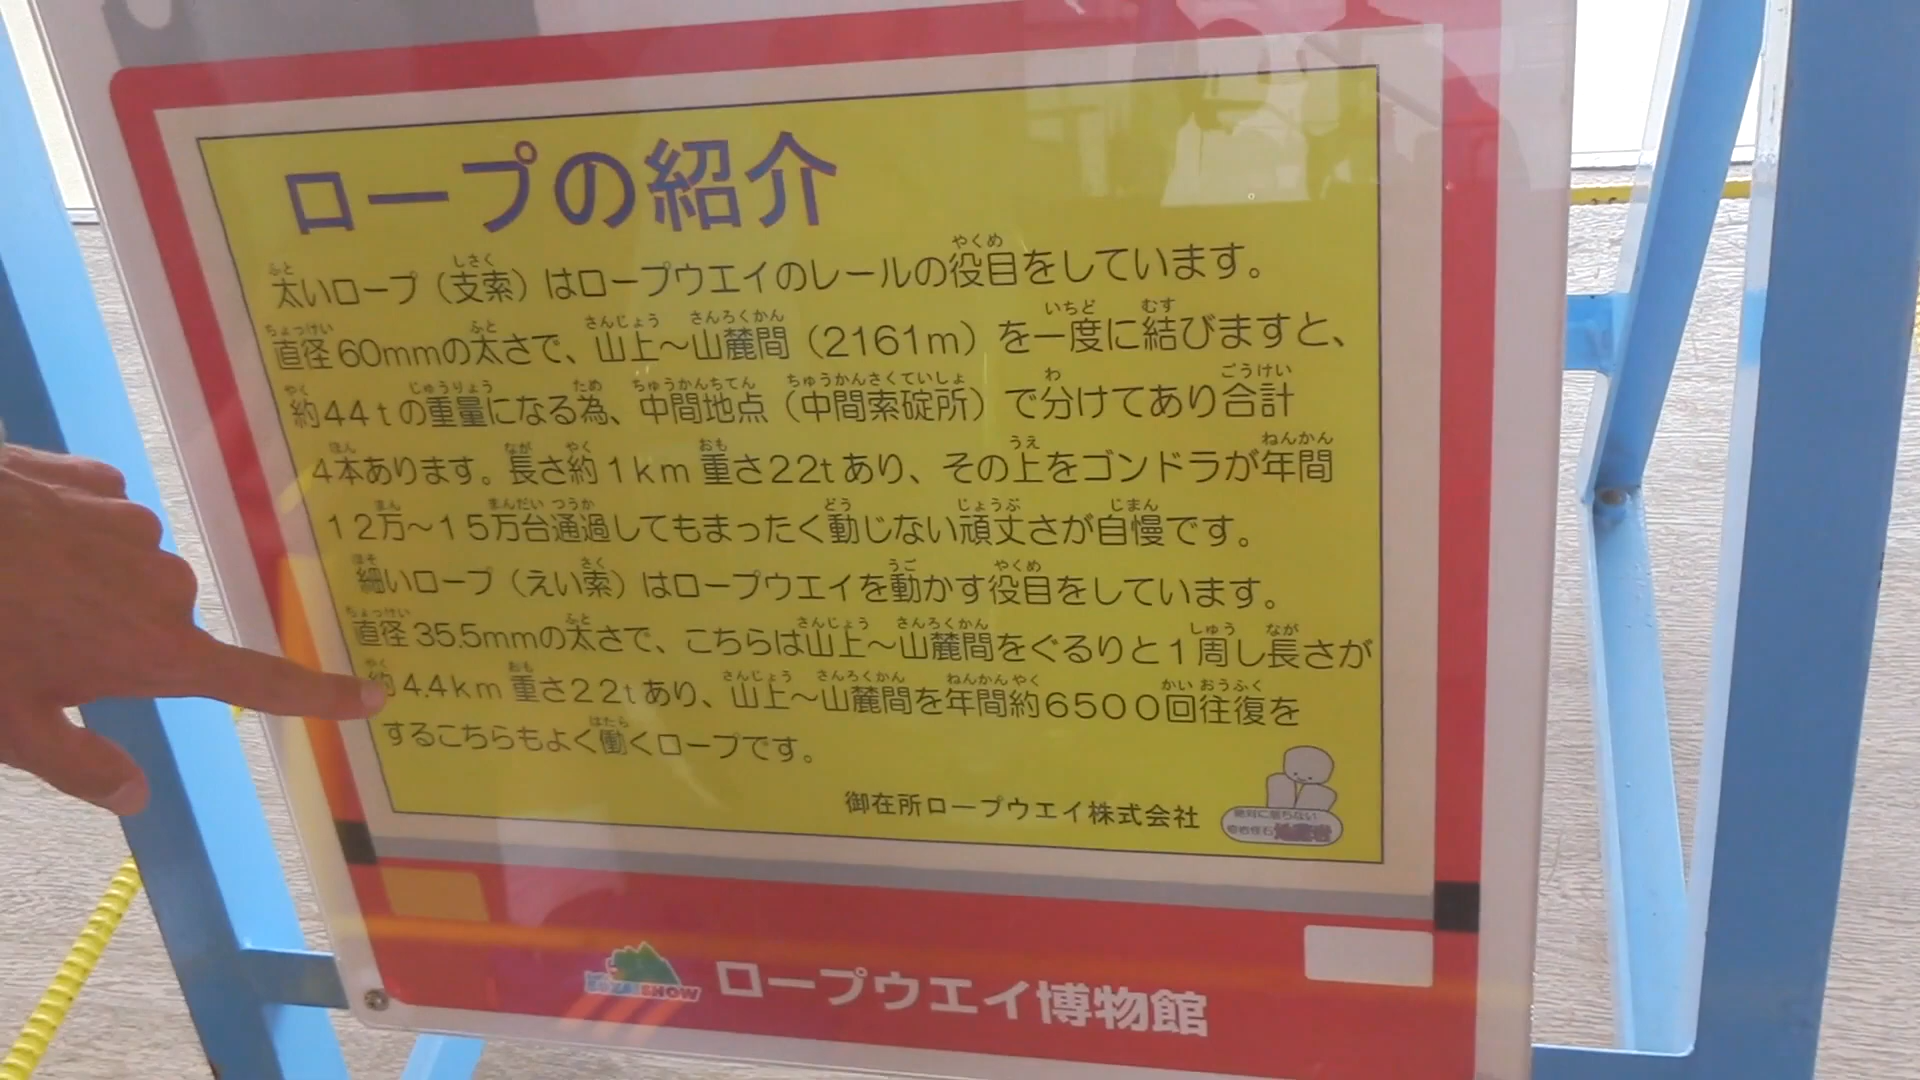 ロープの紹介
太いロープ（支索）はロープウエイのレールの役目をしています。
直径60mmの太さで、山上～山麓間（2161m）を一度に結びますと、
約44tの重量になる為、中間地点（中間索碇所）で分けてあり合計
4本あります。長さ約1km重さ22tあり、その上をゴンドラが年間
12万～15万台通過してもまったく動じない頑丈さが自慢です。
細いロープ（えい索）はロープウエイを動かす役目をしています。
直径35.5mmの太さで、こちらは山上～山麓間をぐるりと1周し長さが
約4.4km重さ22tあり、山上～山麓間を年間約6500回往復を
するこちらもよく働くロープです。
御在所ロープウエイ株式会社
絶対に落ちない
地蔵岩
ロープウエイ博物館